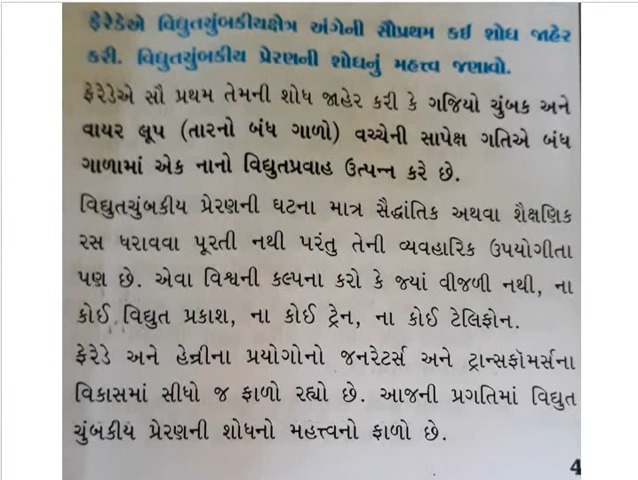 ફેરેડેએ વિદ્યુતચુંબકીયક્ષેત્ર અંગેની સૌપ્રથમ કઈ શોધ જાહેર
કરી. વિદ્યુતચુંબકીય પ્રેરણની શોધનું મહત્ત્વ જણાવો.
ફેરેડેએ સૌ પ્રથમ તેમની શોધ જાહેર કરી કે ગજિયો ચુંબક અને
વાયર લૂપ (તારનો બંધ ગાળો) વચ્ચેની સાપેક્ષ ગતિએ બંધ
ગાળામાં એક નાનો વિદ્યુતપ્રવાહ ઉત્પન્ન કરે છે.
વિદ્યુતચુંબકીય પ્રેરણની ઘટના માત્ર સૈદ્ધાંતિક અથવા શૈક્ષણિક
રસ ધરાવવા પૂરતી નથી પરંતુ તેની વ્યવહારિક ઉપયોગીતા
પણ છે. એવા વિશ્વની કલ્પના કરો કે જ્યાં વીજળી નથી, ના
કોઈ વિદ્યુત પ્રકાશ, ના કોઈ ટ્રેન, ના કોઈ ટેલિફોન.
ફેરેડે અને હેન્રીના પ્રયોગોનો જનરેટર્સ અને ટ્રાન્સફૉમર્સના
વિકાસમાં સીધો જ ફાળો રહ્યો છે. આજની પ્રગતિમાં વિદ્યુત
ચુંબકીય પ્રેરણની શોધનો મહત્ત્વનો ફાળો છે.
4